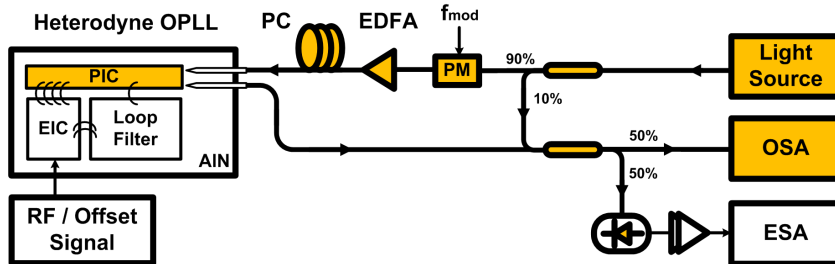 Heterodyne OPLL
PC
EDFA
fmod
PIC
EIC
Loop
Filter
AIN
RF / Offset
Signal
PM
90%
10%
Light
Source
50%
50%
OSA
ESA